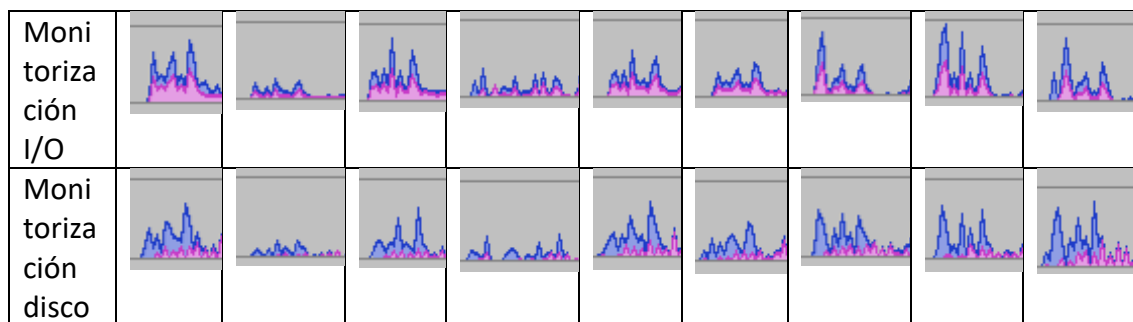 Moni
toriza
ción
I/O
Moni
toriza
ción
disco